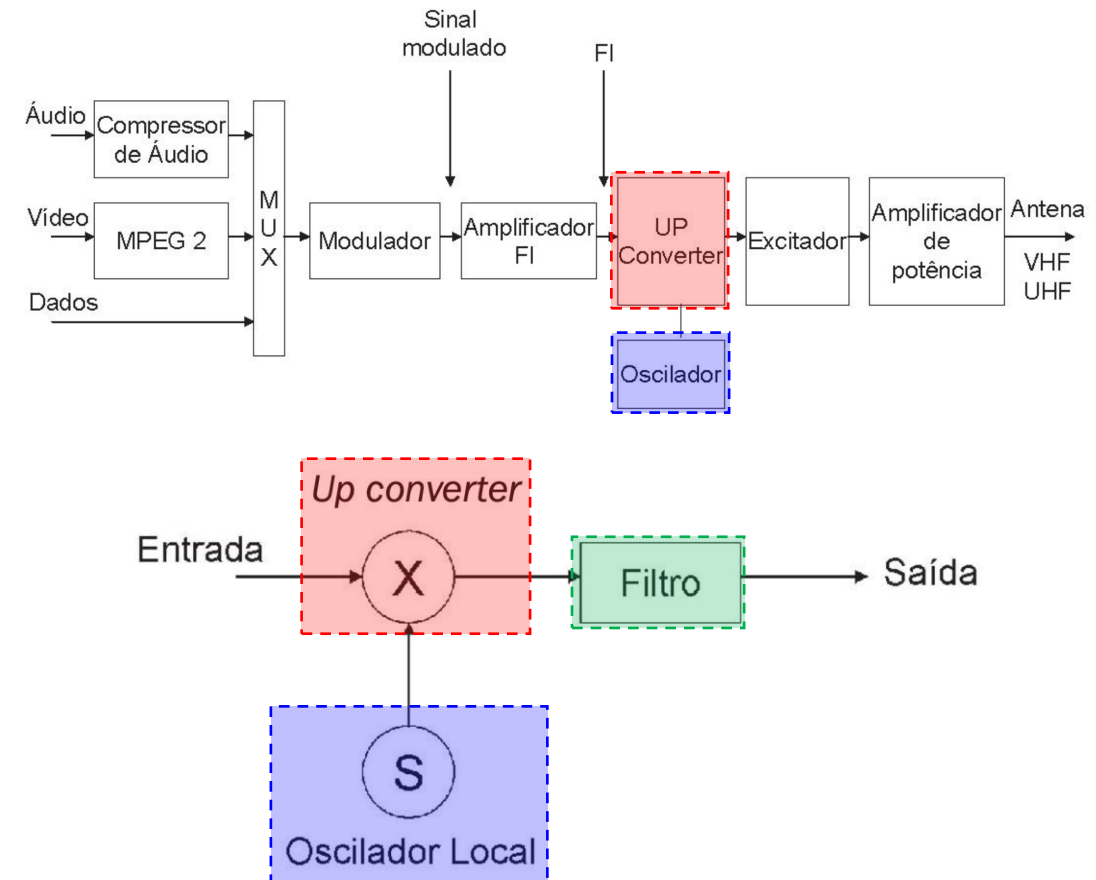 Sinal
modulado
FI
Áudio
Compressor
de Áudio
Vídeo
MPEG 2
Dados
M
U
X
Modulador
Amplificador
FI
UP
Converter
Oscilador
Excitador
Amplificador
de
potência
Antena
VHF
UHF
Up converter
Entrada
X
Filtro
Saída
S
Oscilador Local